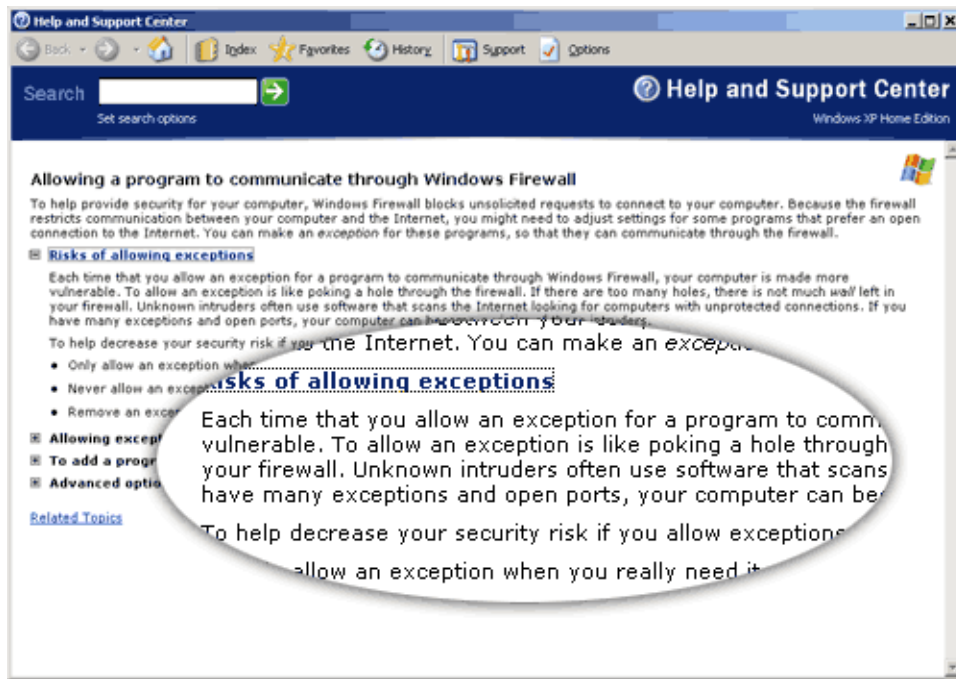 Help and Support Center
Back Index Favorites History Support Options
Search
Set search options
Help and Support Center
Windows XP Home Edition
Allowing a program to communicate through Windows Firewall
To help provide security for your computer, Windows Firewall blocks unsolicited requests to connect to your computer. Because the firewall
restricts communication between your computer and the Internet, you might need to adjust settings for some programs that prefer an open
connection to the Internet. You can make an exception for these programs, so that they can communicate through the firewall.
Risks of allowing exceptions
Each time that you allow an exception for a program to communicate through Windows Firewall, your computer is made more
vulnerable. To allow an exception is like poking a hole through the firewall. If there are too many holes, there is not much wall left in
your firewall. Unknown intruders often use software that scans the Internet looking for computers with unprotected connections. If you
have many exceptions and open ports, your computer can
To help decrease your security risk if you
• Only allow an exception
• Never allow an
• Remove an
Allowing
To add a
Advanced
Related Topics
between your
the Internet. You can make an
Risks of allowing exceptions
Each time that you allow an exception for a program to
vulnerable. To allow an exception is like poking a hole through
your firewall. Unknown intruders often use software that scans
have many exceptions and open ports, your computer can
To help decrease your security risk if you allow exceptions
allow an exception when you really need it